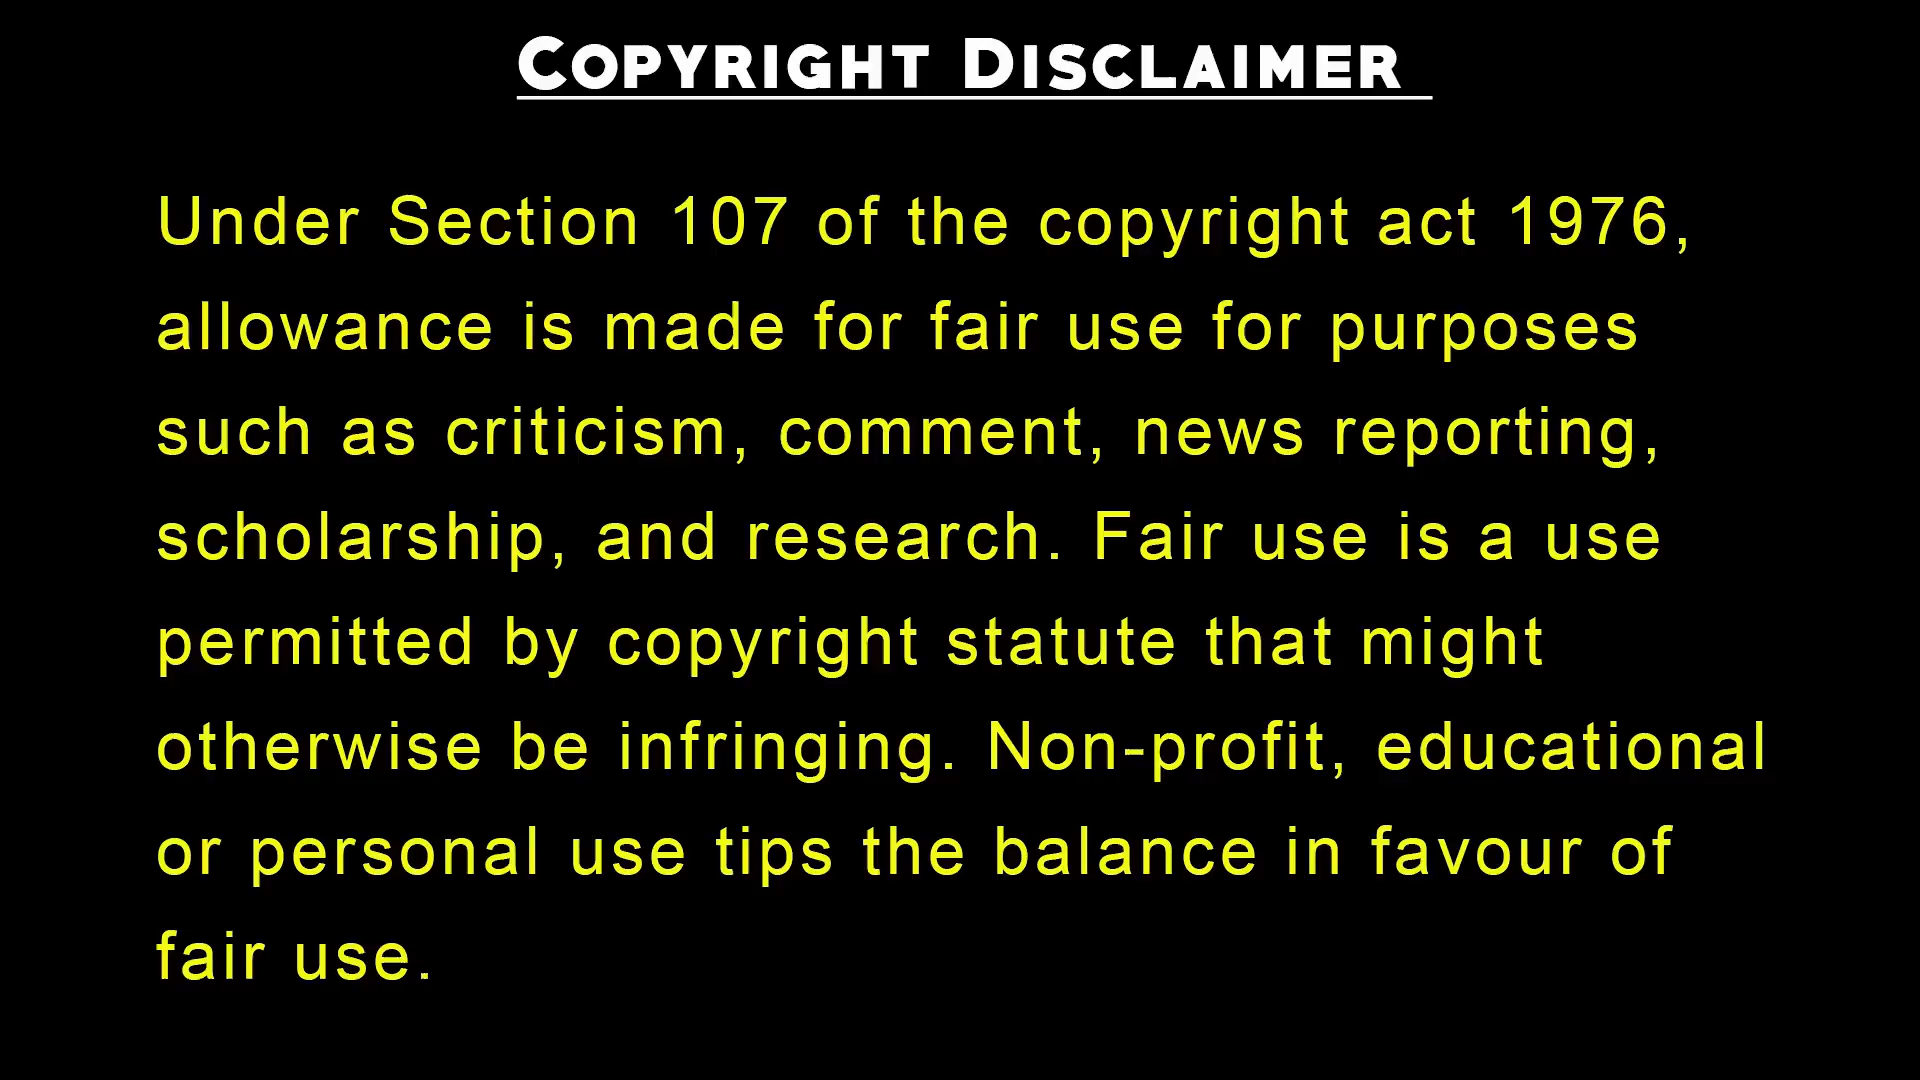 Copyright Disclaimer
Under Section 107 of the copyright act 1976,
allowance is made for fair use for purposes
such as criticism, comment, news reporting,
scholarship, and research. Fair use is a use
permitted by copyright statute that might
otherwise be infringing. Non-profit, educational
or personal use tips the balance in favour of
fair use.